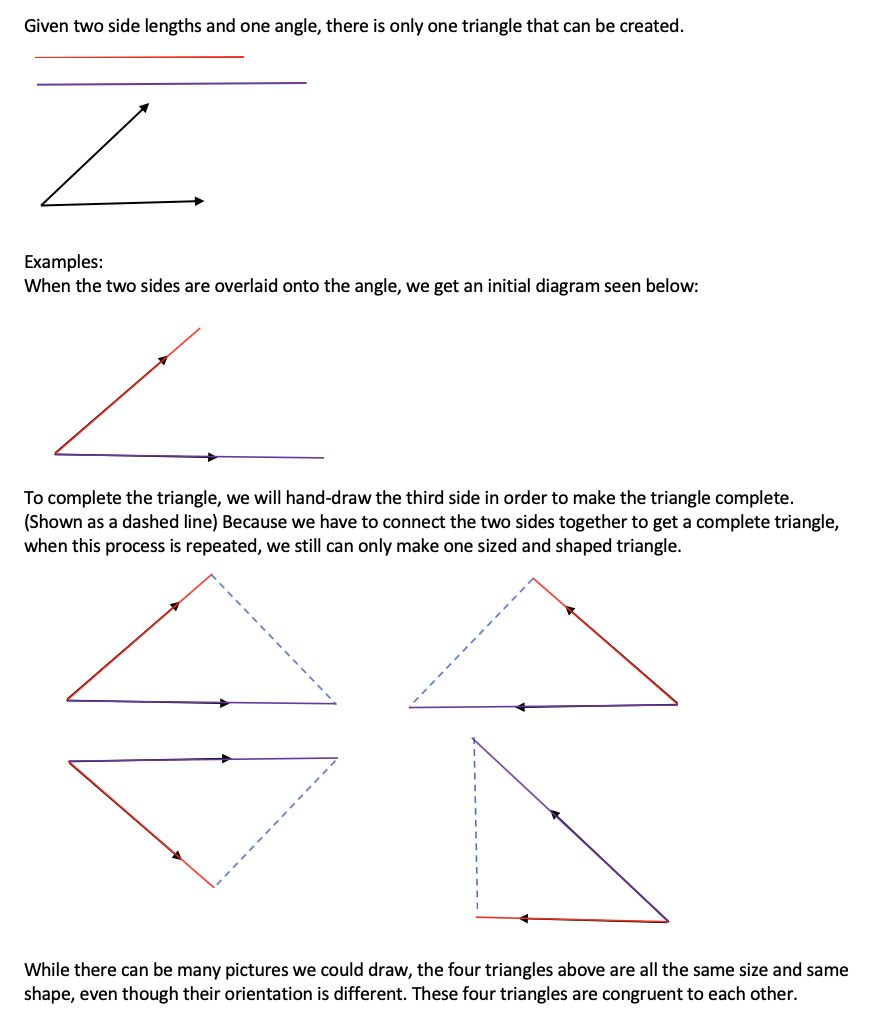 Given two side lengths and one angle, there is only one triangle that can be created.
Examples:
When the two sides are overlaid onto the angle, we get an initial diagram seen below:
To complete the triangle, we will hand-draw the third side in order to make the triangle complete.
(Shown as a dashed line) Because we have to connect the two sides together to get a complete triangle,
when this process is repeated, we still can only make one sized and shaped triangle.
While there can be many pictures we could draw, the four triangles above are all the same size and same
shape, even though their orientation is different. These four triangles are congruent to each other.